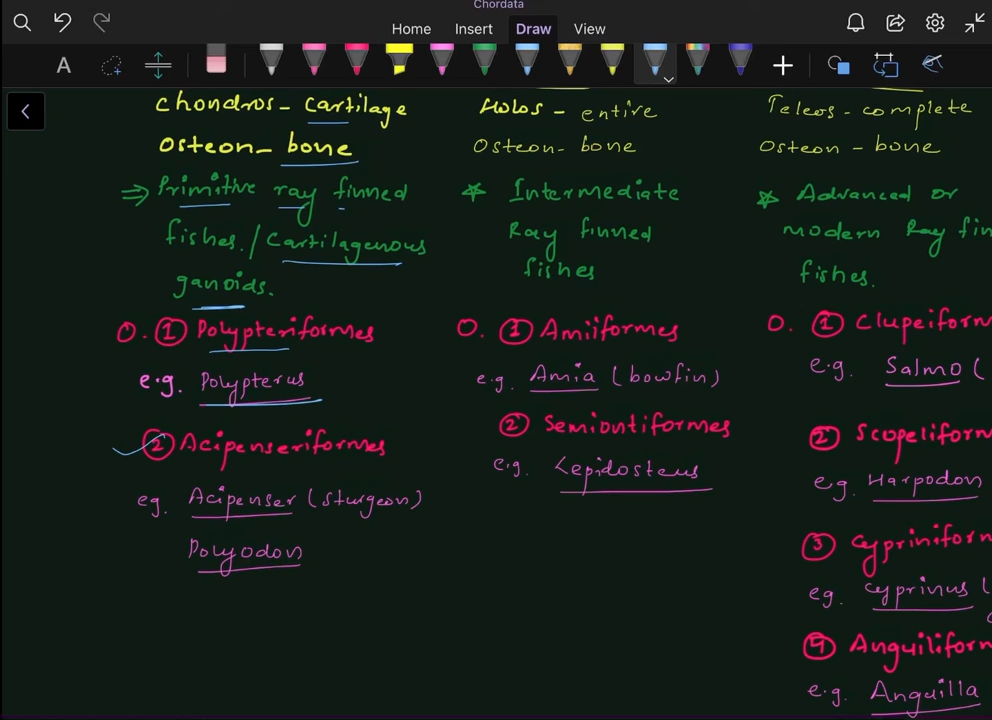 Chordata
Home Insert Draw View
A
Chondros- cartilage
Osteon- bone
⇒ Primitive ray finned
fishes./Cartilagenous
ganoids.
O. ① Polypteriformes
e.g. Polypterus
② Acipenseriformes
eg. Acipenser (sturgeon)
Polyodon
Holos - entire
Osteon- bone
* Intermediate
Ray finned
fishes
O. ① Amiiformes
e.g. Amia (bowfin)
② Semiontiformes
e.g. Lepidosteus
Teleos - complete
Osteon - bone
* Advanced or
modern Ray fin
fishes.
O. ① Clupeiform
e.g. Salmo (
② Scopeliform
e.g. Harpodon
③ Cypriniform
eg. Cyprinus (
④ Anguiliform
e.g. Anguilla